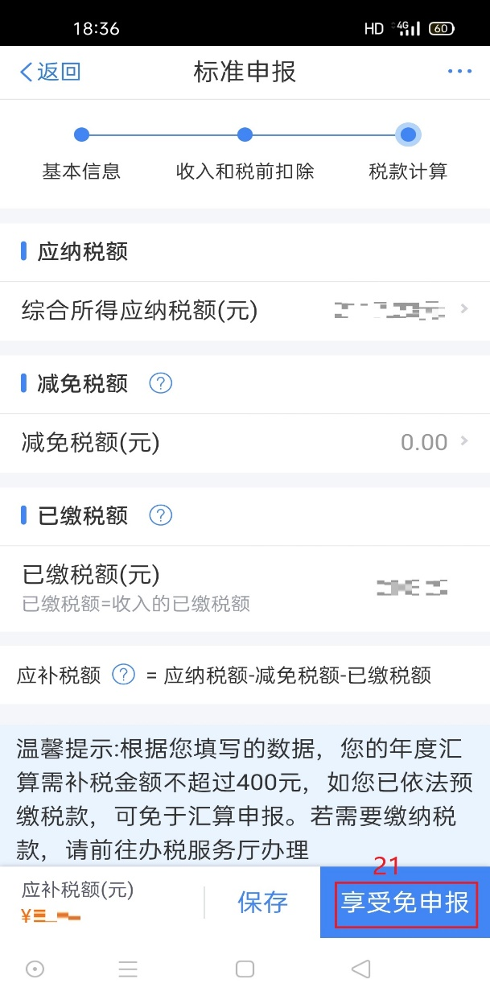 18:36 HD 4G 60
返回 标准申报
基本信息 收入和税前扣除 税款计算
应纳税额
综合所得应纳税额(元)
减免税额 ?
减免税额(元) 0.00
已缴税额 ?
已缴税额(元)
已缴税额=收入的已缴税额
应补税额 ? = 应纳税额-减免税额-已缴税额
温馨提示:根据您填写的数据，您的年度汇
算需补税金额不超过400元，如您已依法预
缴税款，可免于汇算申报。若需要缴纳税
款，请前往办税服务厅办理
21
应补税额(元)
¥
保存
享受免申报